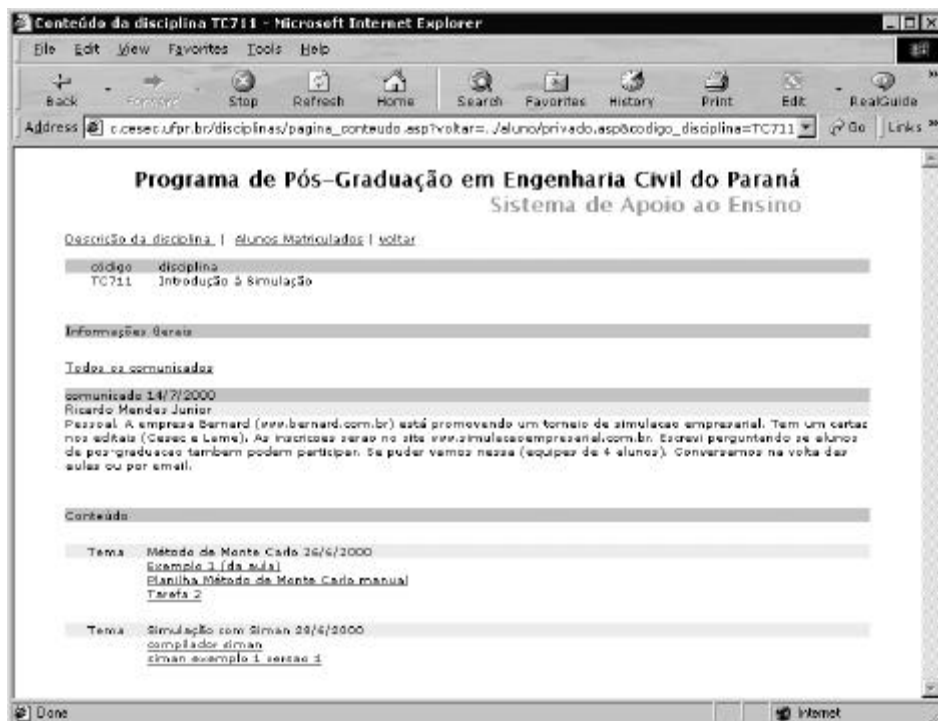 Conteúdo da disciplina TC711 - Microsoft Internet Explorer
File Edit View Favorites Tools Help
Back Forward Stop Refresh Home Search Favorites History Print Edit RealGuide
Address c.cesec.ufpr.br/disciplinas/pagina_conteudo.asp?voltar=../aluno/privado.asp&codigo_disciplina=TC711 Go Links
Programa de Pós-Graduação em Engenharia Civil do Paraná
Sistema de Apoio ao Ensino
Descrição da disciplina | Alunos Matriculados | voltar
código disciplina
TC711 Introdução à Simulação
Informações Gerais
Todos os comunicados
comunicado 14/7/2000
Ricardo Mendes Junior
Pessoal. A empresa Bernard (www.bernard.com.br) está promovendo um torneio de simulacao empresarial. Tem um cartaz
nos editais (Cesec e Lame). As inscricoes serao no site www.simulacaoempresarial.com.br. Escrevi perguntando se alunos
de pos-graduacao tambem podem participar. Se puder vamos nessa (equipes de 4 alunos). Conversamos na volta das
aulas ou por email.
Conteúdo
Tema Método de Monte Carlo 26/6/2000
Exemplo 1 (da aula)
Planilha Método de Monte Carlo manual
Tarefa 2
Tema Simulação com Siman 28/6/2000
compilador siman
siman exemplo 1 versao 1
Done Internet